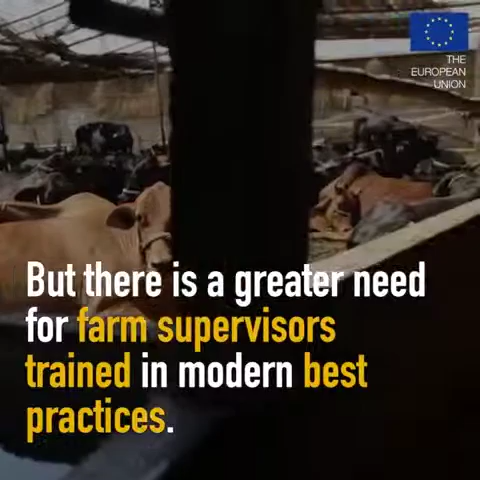 THE
EUROPEAN
UNION
But there is a greater need
for farm supervisors
trained in modern best
practices.